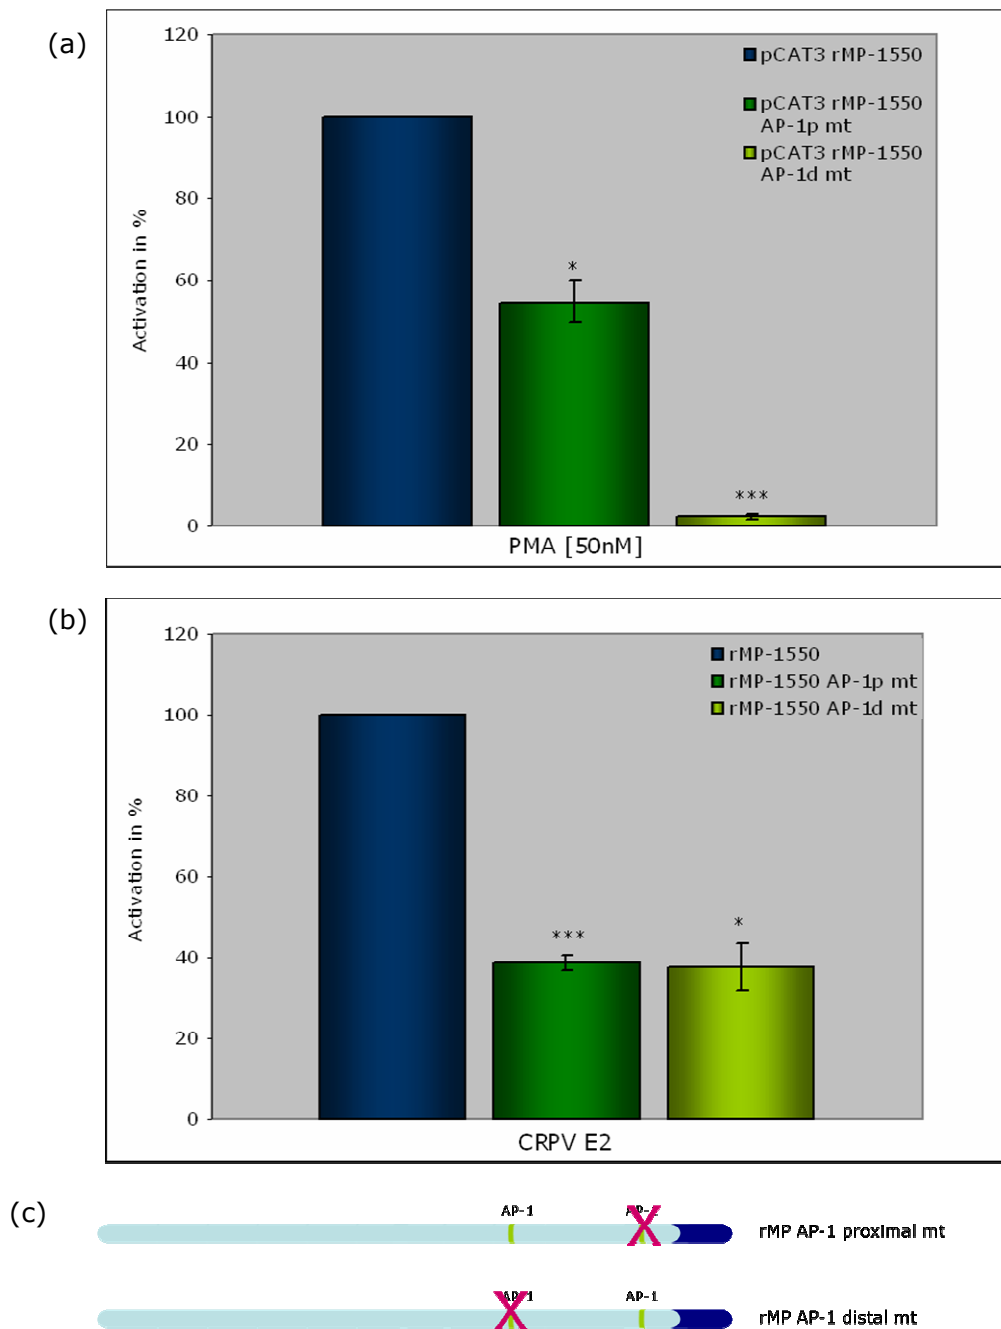 (a)
120
100
80
60
40
20
0
Activation in %
pCAT3 rMP-1550
pCAT3 rMP-1550
AP-1p mt
pCAT3 rMP-1550
AP-1d mt
*
***
PMA [50nM]
(b)
120
100
80
60
40
20
0
Activation in %
rMP-1550
rMP-1550 AP-1p mt
rMP-1550 AP-1d mt
***
*
CRPV E2
(c)
AP-1
rMP AP-1 proximal mt
AP-1
rMP AP-1 distal mt